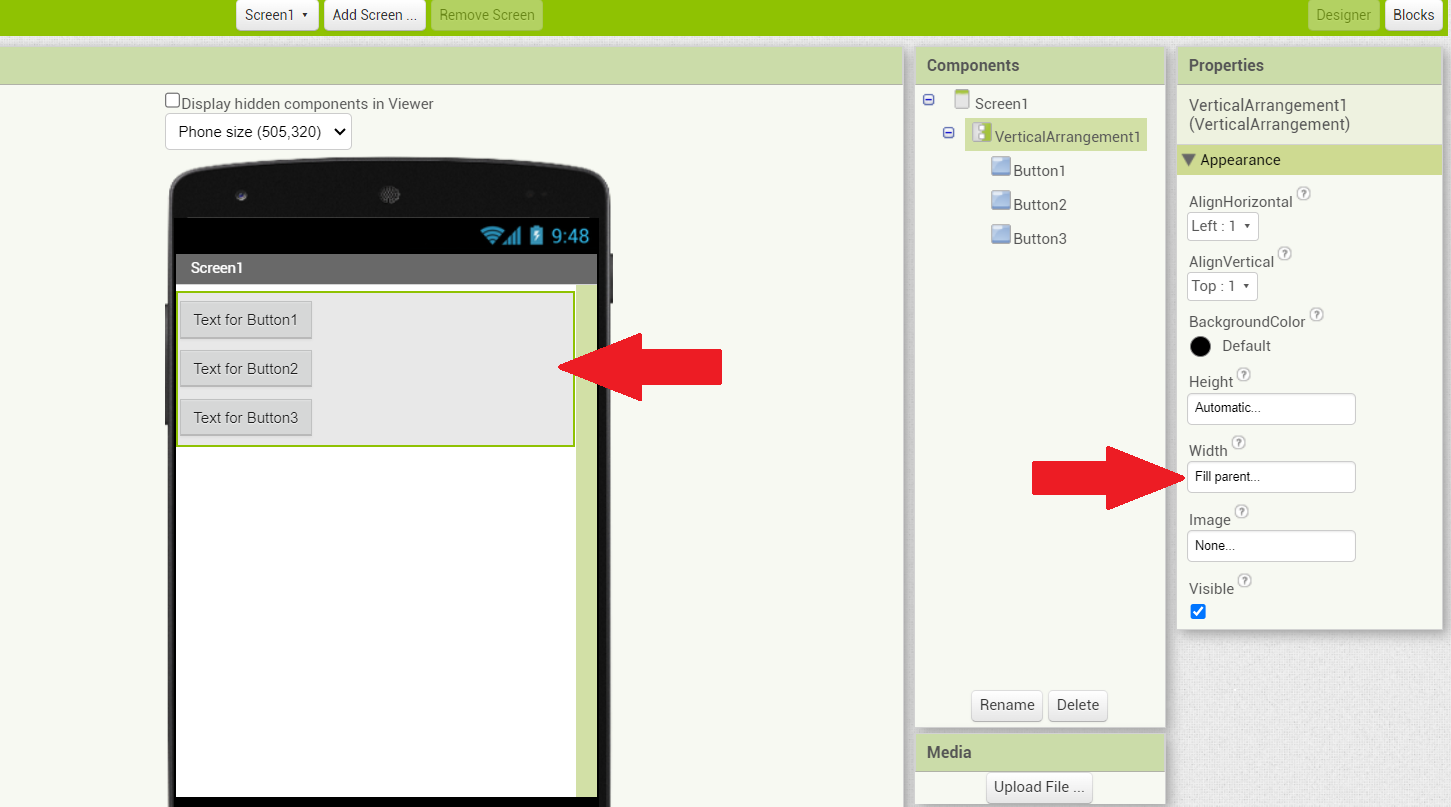 Screen1
Add Screen ...
Remove Screen
Designer
Blocks
Display hidden components in Viewer
Phone size (505,320)
9:48
Screen1
Text for Button1
Text for Button2
Text for Button3
Components
Screen1
VerticalArrangement1
Button1
Button2
Button3
Rename
Delete
Media
Upload File ...
Properties
VerticalArrangement1
(VerticalArrangement)
Appearance
AlignHorizontal ?
Left : 1
AlignVertical ?
Top : 1
BackgroundColor ?
Default
Height ?
Automatic...
Width ?
Fill parent...
Image ?
None...
Visible ?